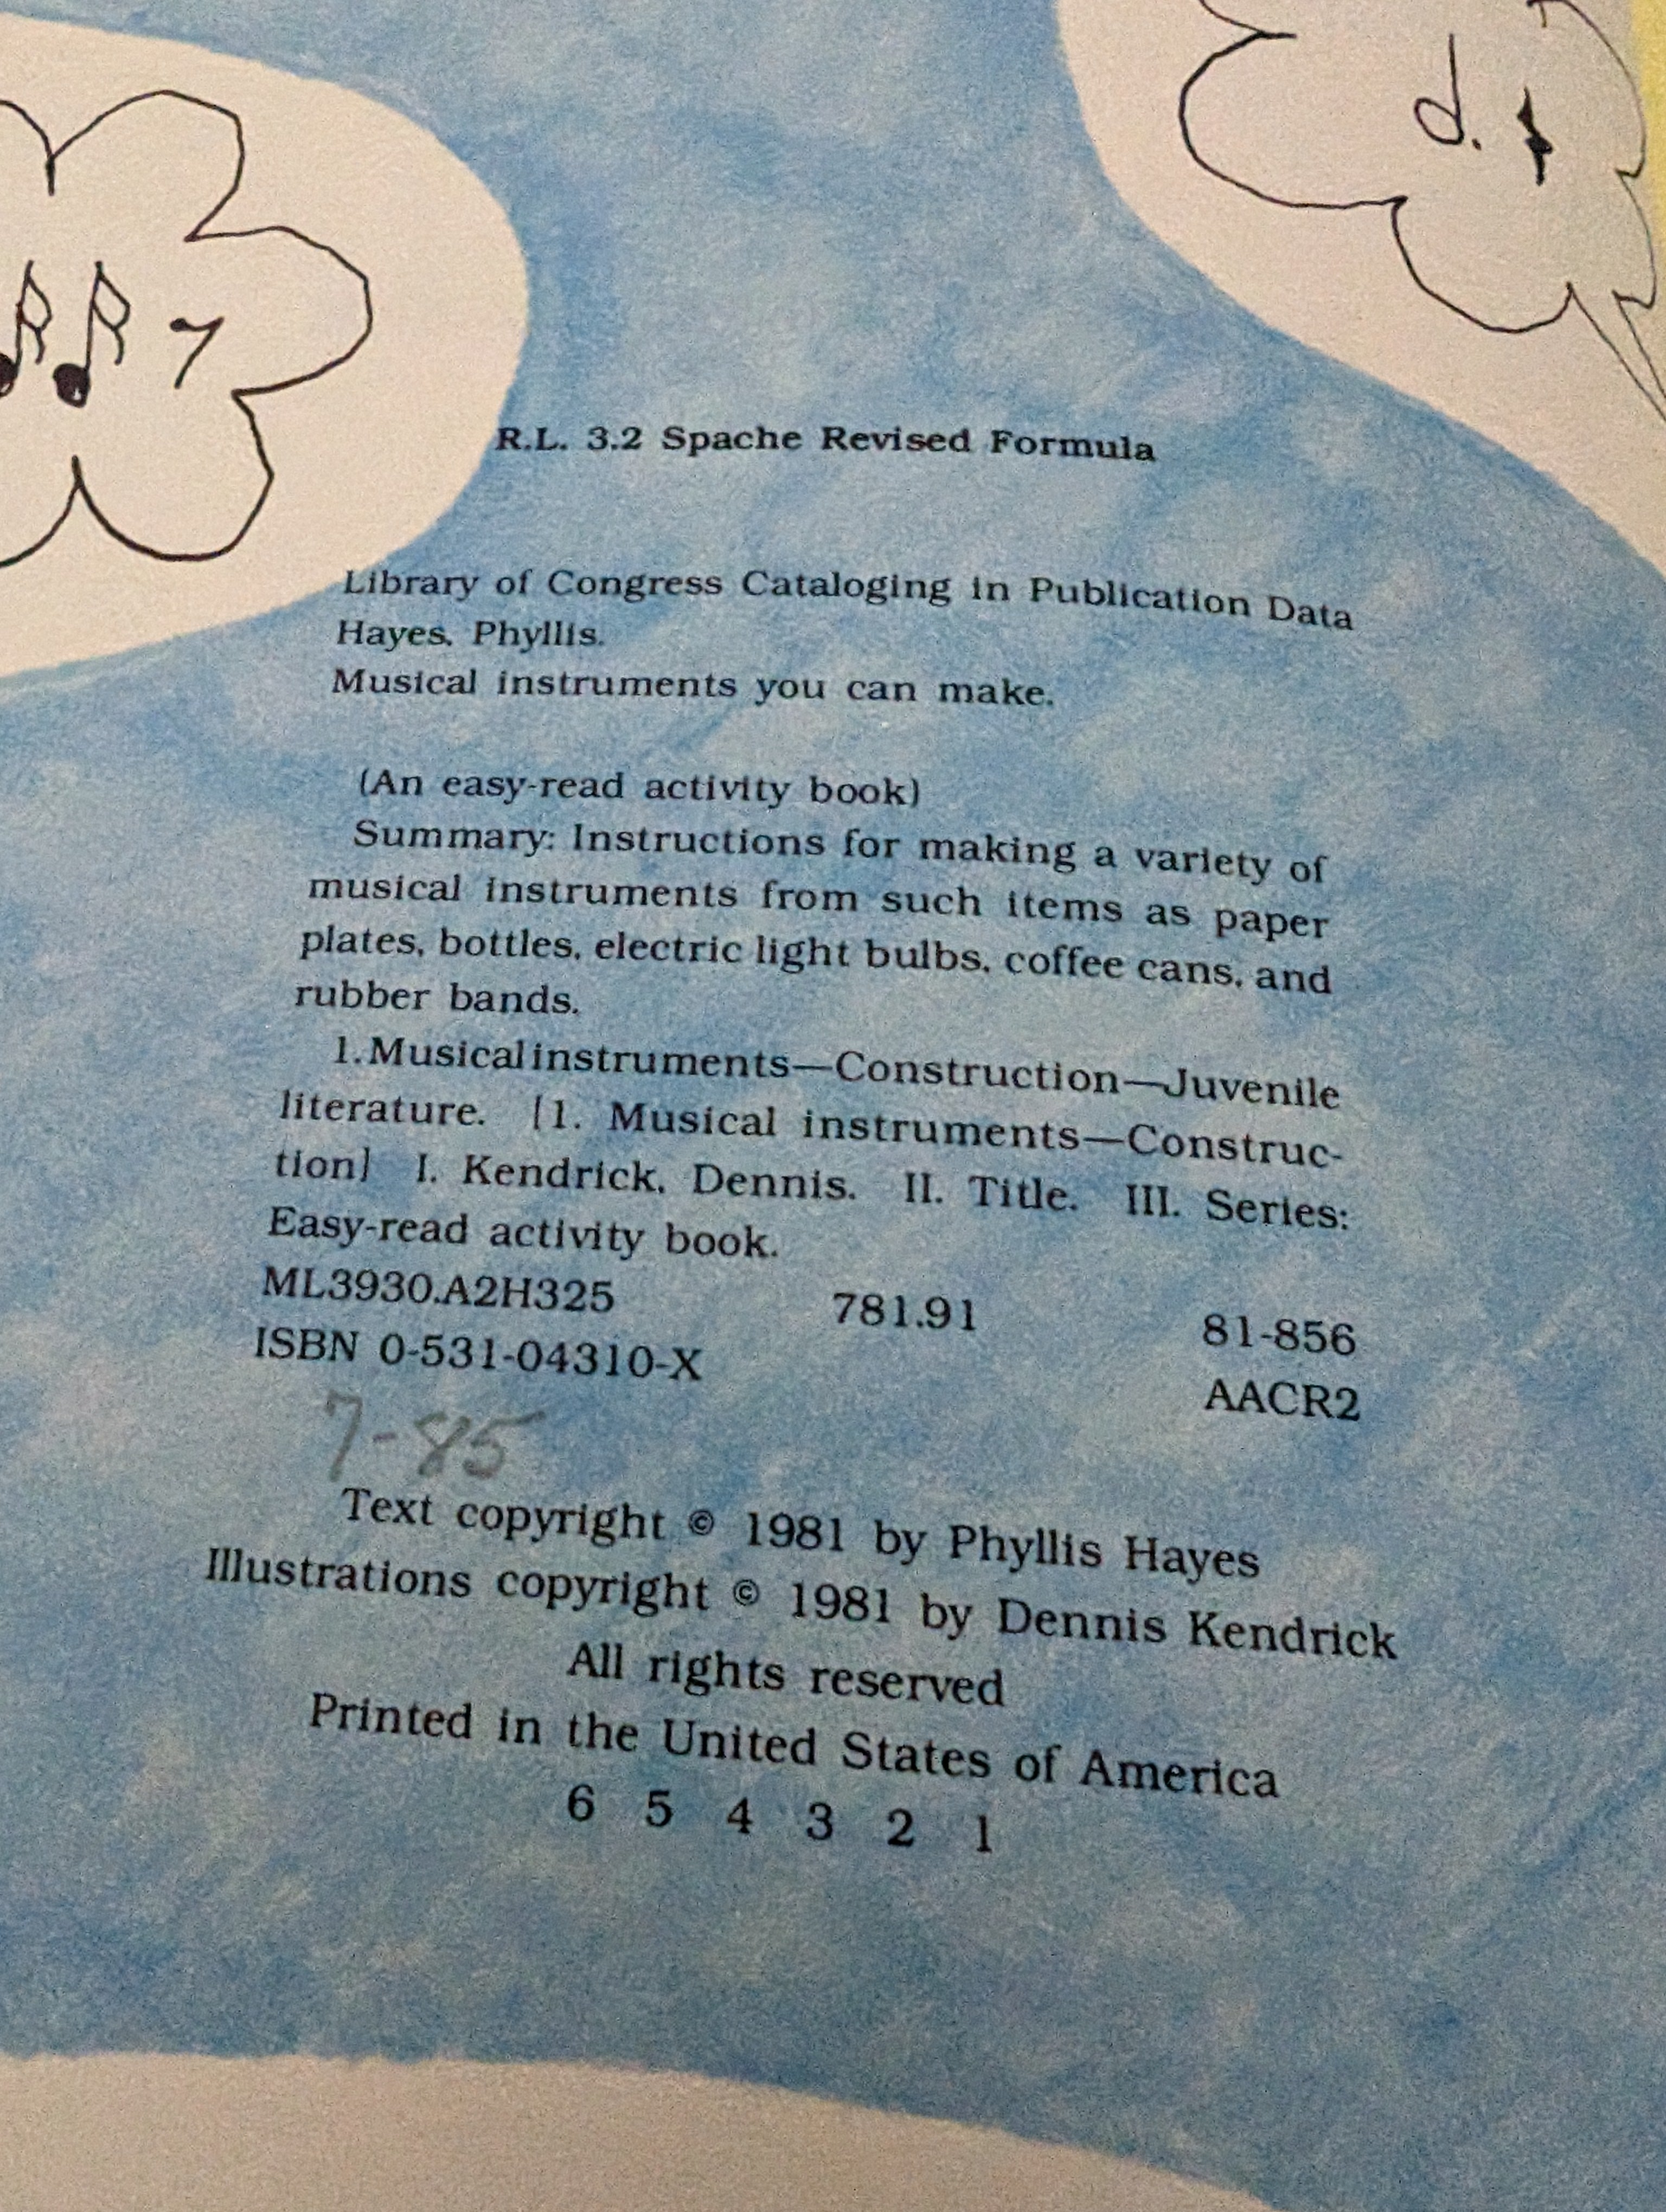 R.L. 3.2 Spache Revised Formula
Library of Congress Cataloging in Publication Data
Hayes, Phyllis.
Musical instruments you can make.
(An easy-read activity book)
Summary: Instructions for making a variety of
musical instruments from such items as paper
plates, bottles, electric light bulbs, coffee cans, and
rubber bands.
1. Musical instruments—Construction—Juvenile
literature. [1. Musical instruments—Construc-
tion] I. Kendrick, Dennis. II. Title. III. Series:
Easy-read activity book.
ML3930.A2H325 781.91 81-856
ISBN 0-531-04310-X AACR2
7-85
Text copyright © 1981 by Phyllis Hayes
Illustrations copyright © 1981 by Dennis Kendrick
All rights reserved
Printed in the United States of America
6 5 4 3 2 1